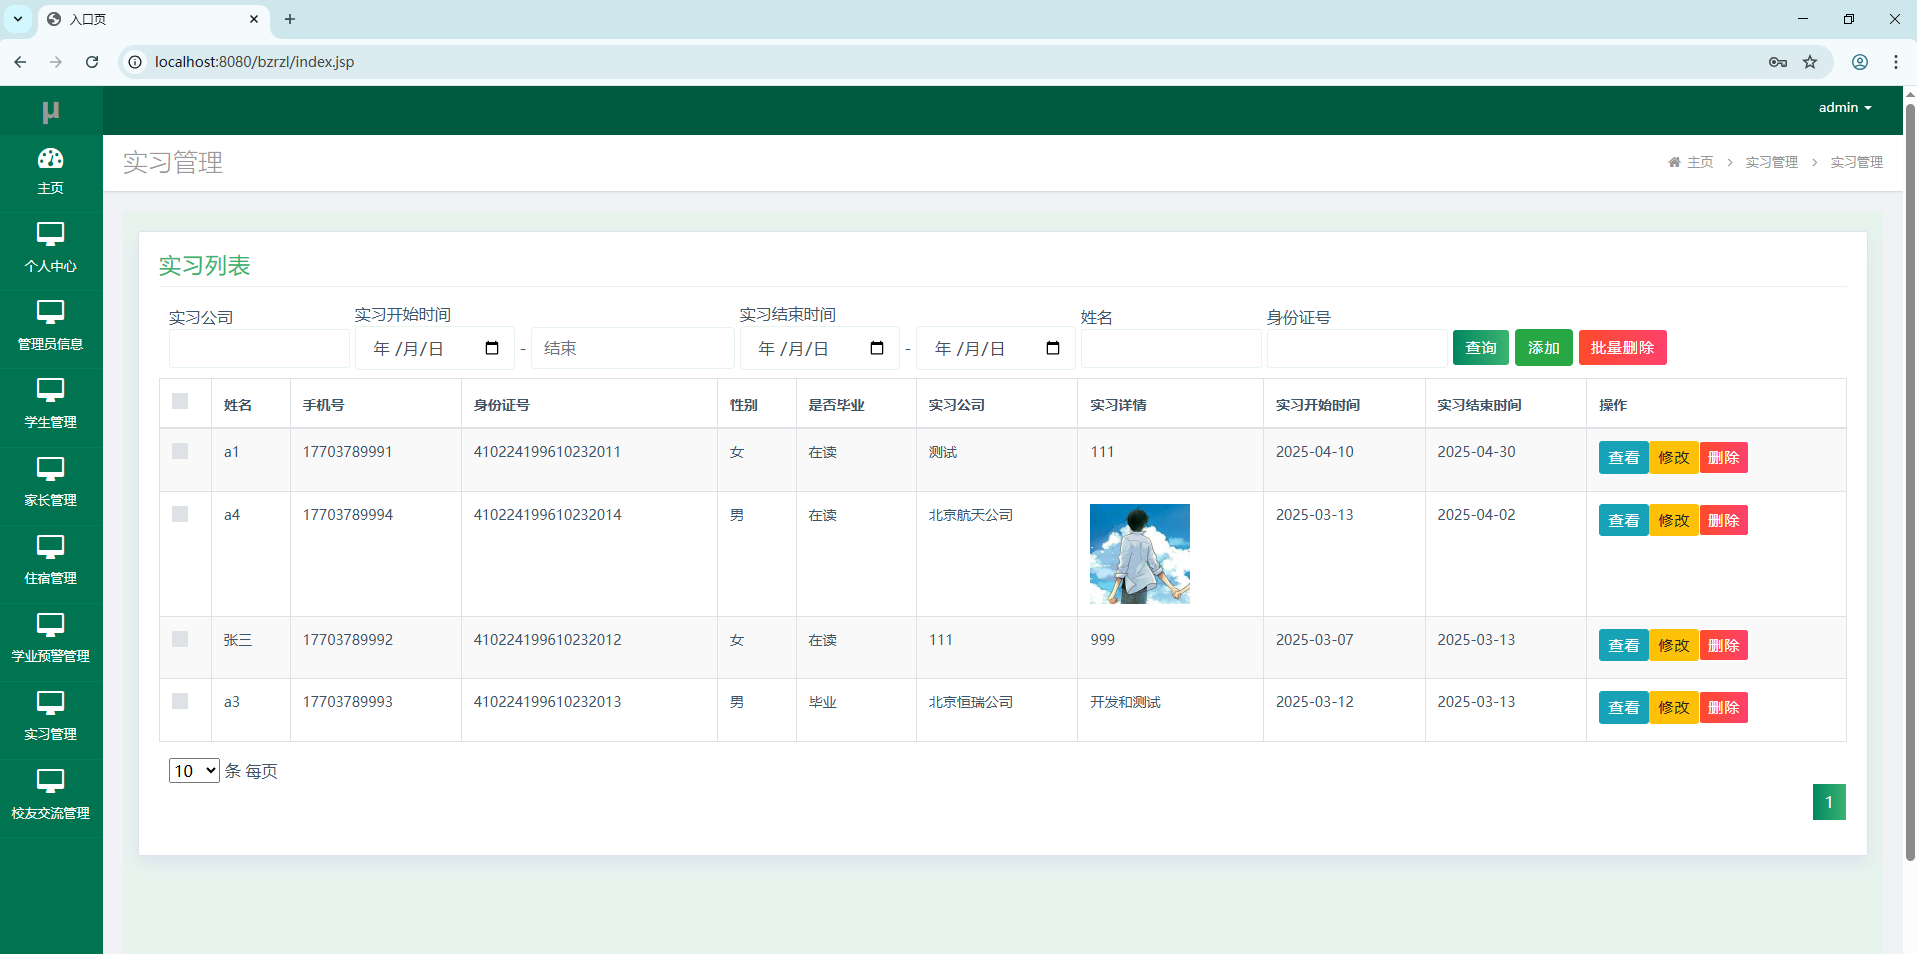 入口页
localhost:8080/bzrzl/index.jsp
µ
admin
主页
个人中心
管理员信息
学生管理
家长管理
住宿管理
学业预警管理
实习管理
校友交流管理
实习管理
主页 > 实习管理 > 实习管理
实习列表
实习公司 实习开始时间 实习结束时间 姓名 身份证号
年 /月/日 - 结束 年 /月/日 - 年 /月/日 查询 添加 批量删除
姓名 手机号 身份证号 性别 是否毕业 实习公司 实习详情 实习开始时间 实习结束时间 操作
a1 17703789991 410224199610232011 女 在读 测试 111 2025-04-10 2025-04-30 查看 修改 删除
a4 17703789994 410224199610232014 男 在读 北京航天公司 2025-03-13 2025-04-02 查看 修改 删除
张三 17703789992 410224199610232012 女 在读 111 999 2025-03-07 2025-03-13 查看 修改 删除
a3 17703789993 410224199610232013 男 毕业 北京恒瑞公司 开发和测试 2025-03-12 2025-03-13 查看 修改 删除
10 条 每页
1